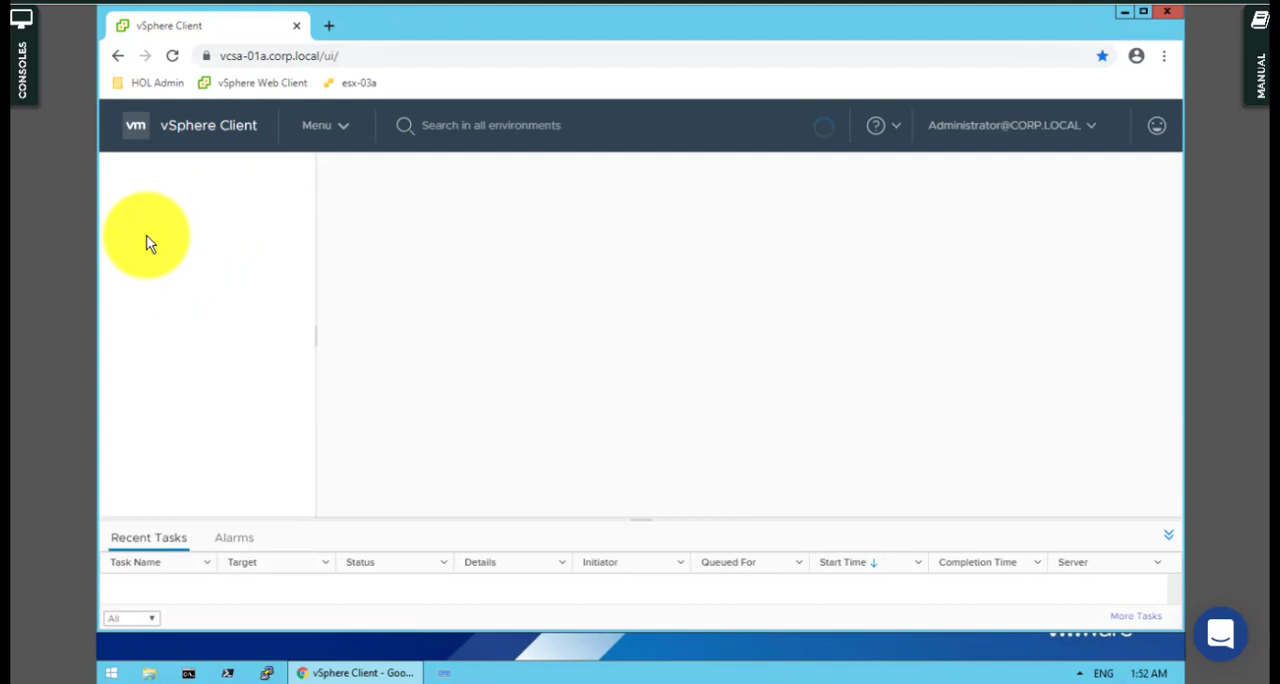 vSphere Client
vcsa-01a.corp.local/ui/
HOL Admin vSphere Web Client esx-03a
CONSOLES
MANUAL
vm vSphere Client Menu Search in all environments ? Administrator@CORP.LOCAL
Recent Tasks Alarms
Task Name Target Status Details Initiator Queued For Start Time Completion Time Server
All More Tasks
vmware
vSphere Client - Goo... ENG 1:52 AM